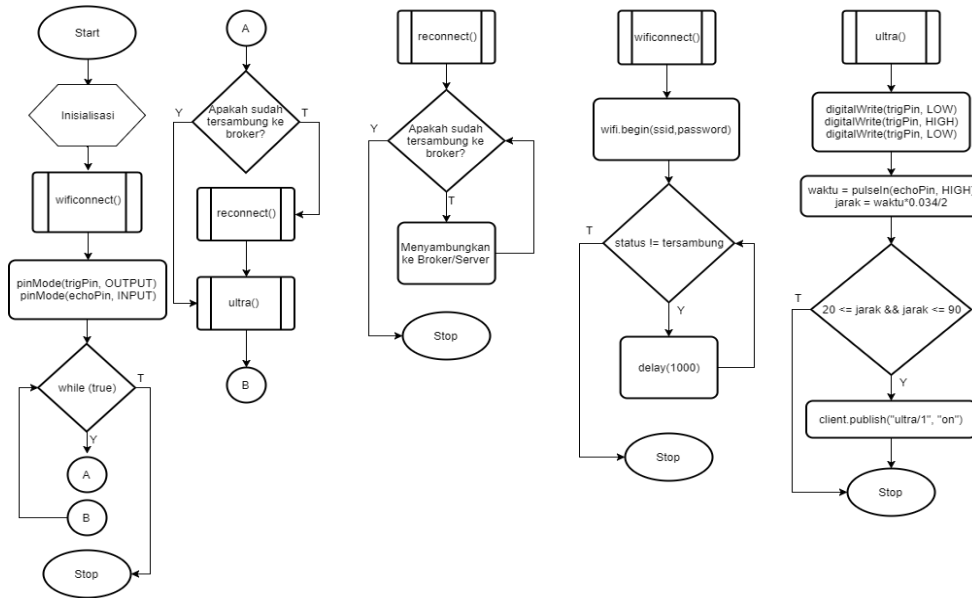 Start
Inisialisasi
wificonnect()
pinMode(trigPin, OUTPUT)
pinMode(echoPin, INPUT)
while (true)
T
Y
A
B
Stop
A
Apakah sudah
tersambung ke
broker?
Y
T
reconnect()
ultra()
B
reconnect()
Apakah sudah
tersambung ke
broker?
Y
T
Menyambungkan
ke Broker/Server
Stop
wificonnect()
wifi.begin(ssid,password)
status != tersambung
T
Y
delay(1000)
Stop
ultra()
digitalWrite(trigPin, LOW)
digitalWrite(trigPin, HIGH)
digitalWrite(trigPin, LOW)
waktu = pulseIn(echoPin, HIGH)
jarak = waktu*0.034/2
20 <= jarak && jarak <= 90
T
Y
client.publish("ultra/1", "on")
Stop